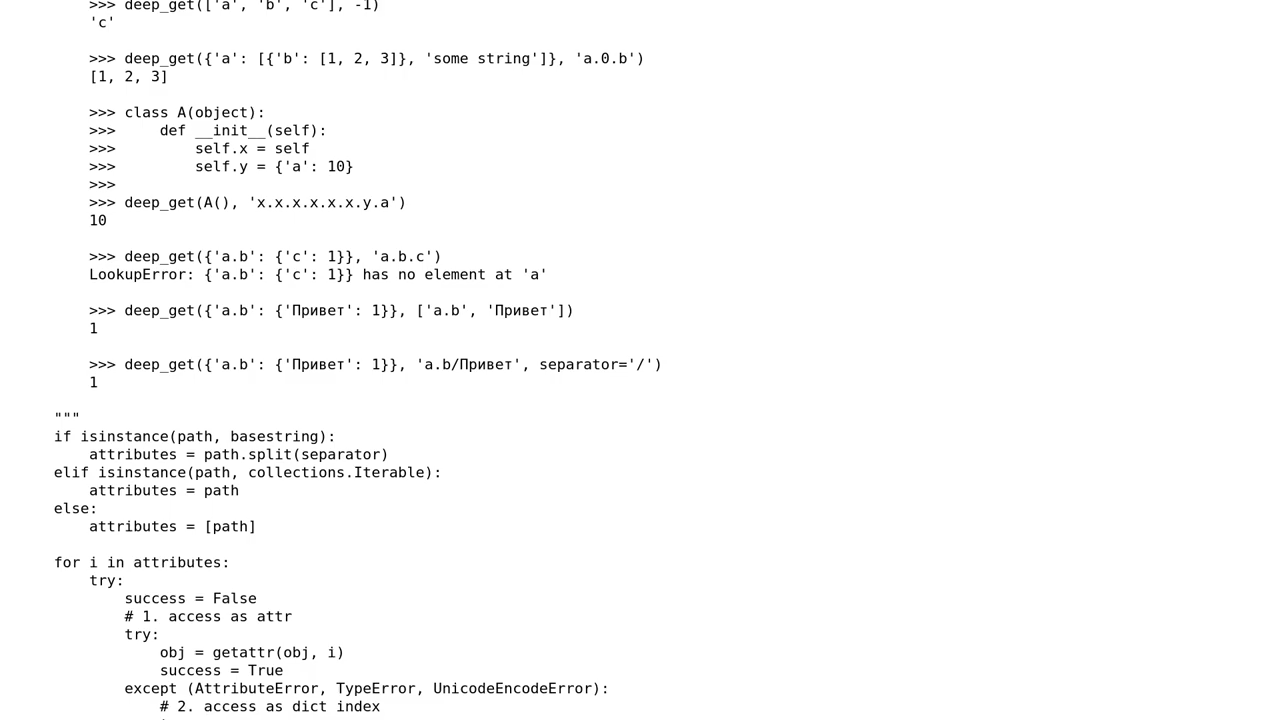 >>> deep_get(['a', 'b', 'c'], -1)
'c'
>>> deep_get({'a': [{'b': [1, 2, 3]}, 'some string']}, 'a.0.b')
[1, 2, 3]
>>> class A(object):
>>>     def __init__(self):
>>>         self.x = self
>>>         self.y = {'a': 10}
>>>
>>> deep_get(A(), 'x.x.x.x.x.x.y.a')
10
>>> deep_get({'a.b': {'c': 1}}, 'a.b.c')
LookupError: {'a.b': {'c': 1}} has no element at 'a'
>>> deep_get({'a.b': {'Привет': 1}}, ['a.b', 'Привет'])
1
>>> deep_get({'a.b': {'Привет': 1}}, 'a.b/Привет', separator='/')
1
"""
if isinstance(path, basestring):
    attributes = path.split(separator)
elif isinstance(path, collections.Iterable):
    attributes = path
else:
    attributes = [path]
for i in attributes:
    try:
        success = False
        # 1. access as attr
        try:
            obj = getattr(obj, i)
            success = True
        except (AttributeError, TypeError, UnicodeEncodeError):
            # 2. access as dict index